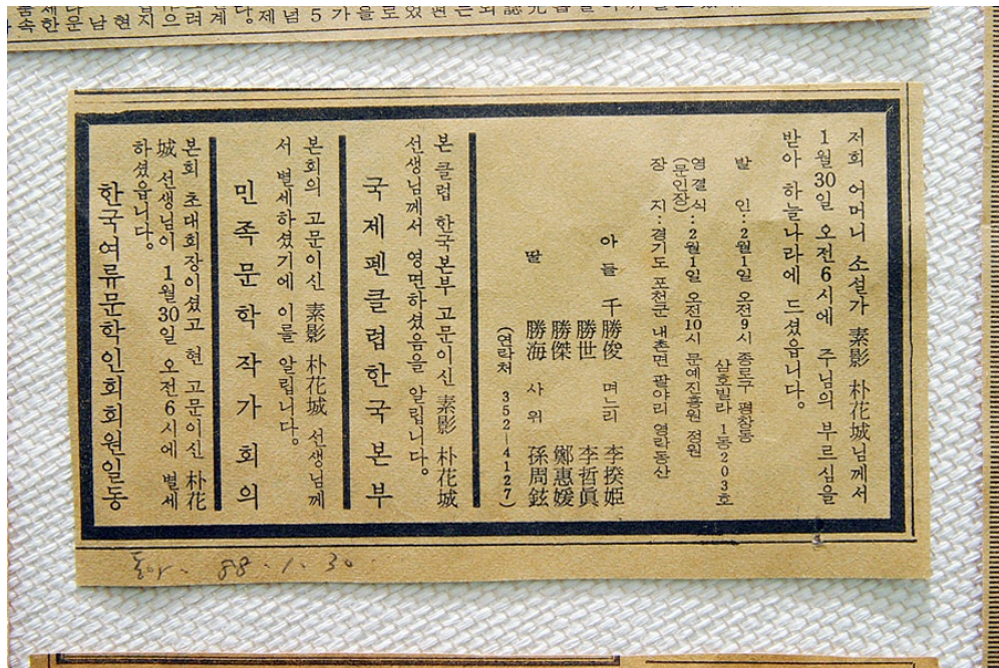 저희 어머니 소설가 素影 朴花城님께서
1월 30일 오전 6시에 주님의 부르심을
받아 하늘나라에 드셨읍니다.
발 인:2월1일 오전9시 종로구 평창동
삼호빌라 1동203호
영결식:2월1일 오전10시 문예진흥원 정원
(문인장)
장 지:경기도 포천군 내촌면 팔야리 영락동산
아들 千勝俊 며느리 李揆姬
勝世 李哲眞
勝傑 鄭惠媛
딸 勝海 사위 孫周鉉
(연락처 352—4127)
본 클럽 한국본부 고문이신 素影 朴花城
선생님께서 영면하셨음을 알립니다.
국제펜클럽한국본부
본회의 고문이신 素影 朴花城 선생님께
서 별세하셨기에 이를 알립니다.
민족문학작가회의
본회 초대회장이셨고 현 고문이신 朴花
城 선생님이 1월30일 오전6시에 별세
하셨읍니다.
한국여류문학인회회원일동
동아. 88.1.30